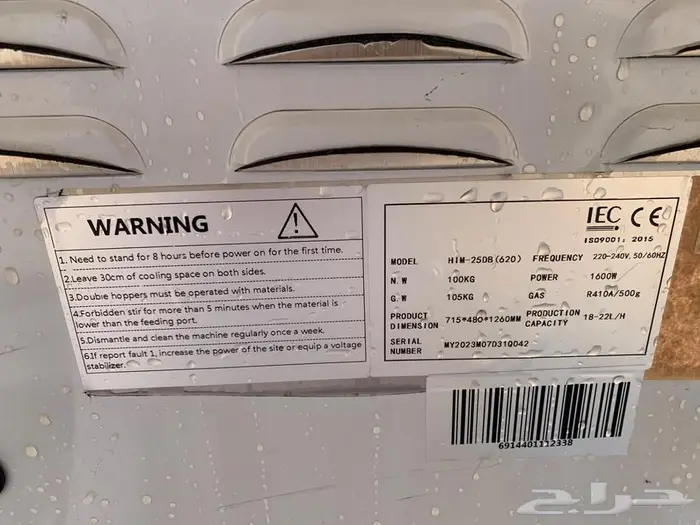 WARNING
1. Need to stand for 8 hours before power on for the first time.
2.Leave 30cm of cooling space on both sides.
3.Double hoppers must be operated with materials.
4.Forbidden stir for more than 5 minutes when the material is
lower than the feeding port.
5.Dismantle and clean the machine regularly once a week.
6.If report fault 1, increase the power of the site or equip a voltage
stabilizer.
IEC CE
ISO9001: 2015
MODEL HIM-25DB(620) FREQUENCY 220-240V, 50/60HZ
N.W 100KG POWER 1600W
G.W 105KG GAS R410A/500g
PRODUCT DIMENSION 715*480*1260MM PRODUCTION CAPACITY 18-22L/H
SERIAL NUMBER MY2023M07D310042
6914401112338
حراج